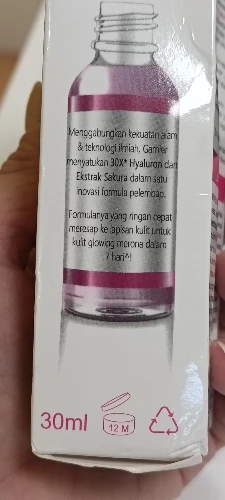 Menggabungkan kekuatan alam
& teknologi ilmiah, Garnier
menyatukan 30X* Hyaluron dan
Ekstrak Sakura dalam satu
inovasi formula pelembap.
Formulanya yang ringan cepat
meresap ke lapisan kulit untuk
kulit glowing merona dalam
7 hari^!
30ml
12 M